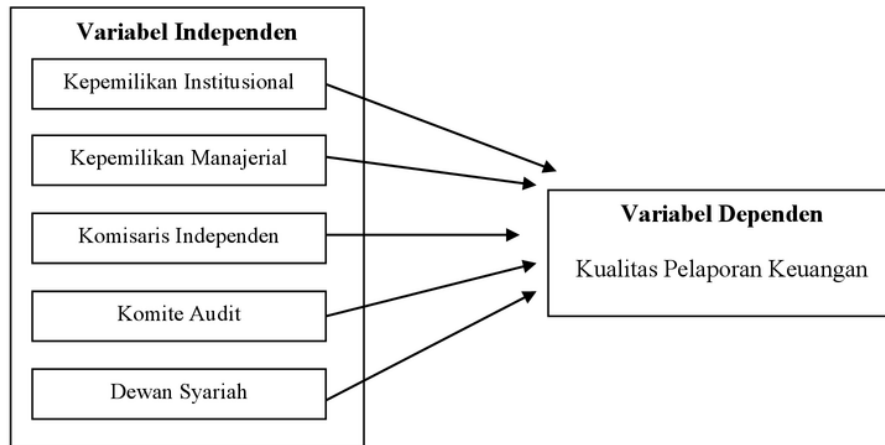 Variabel Independen
Kepemilikan Institusional
Kepemilikan Manajerial
Komisaris Independen
Komite Audit
Dewan Syariah
Variabel Dependen
Kualitas Pelaporan Keuangan